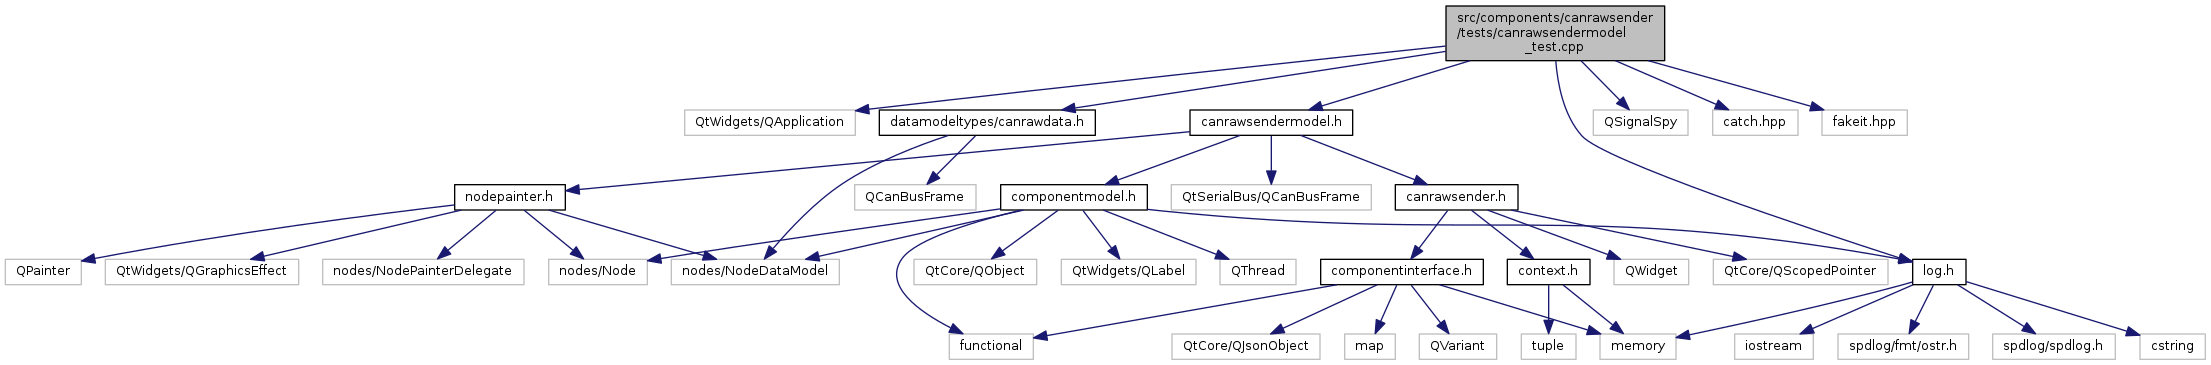 src/components/canrawsender
/tests/canrawsendermodel
_test.cpp
QtWidgets/QApplication
datamodeltypes/canrawdata.h
canrawsendermodel.h
QSignalSpy
catch.hpp
fakeit.hpp
nodepainter.h
QCanBusFrame
componentmodel.h
QtSerialBus/QCanBusFrame
canrawsender.h
QPainter
QtWidgets/QGraphicsEffect
nodes/NodePainterDelegate
nodes/Node
nodes/NodeDataModel
QtCore/QObject
QtWidgets/QLabel
QThread
componentinterface.h
context.h
QWidget
QtCore/QScopedPointer
log.h
functional
QtCore/QJsonObject
map
QVariant
tuple
memory
iostream
spdlog/fmt/ostr.h
spdlog/spdlog.h
cstring